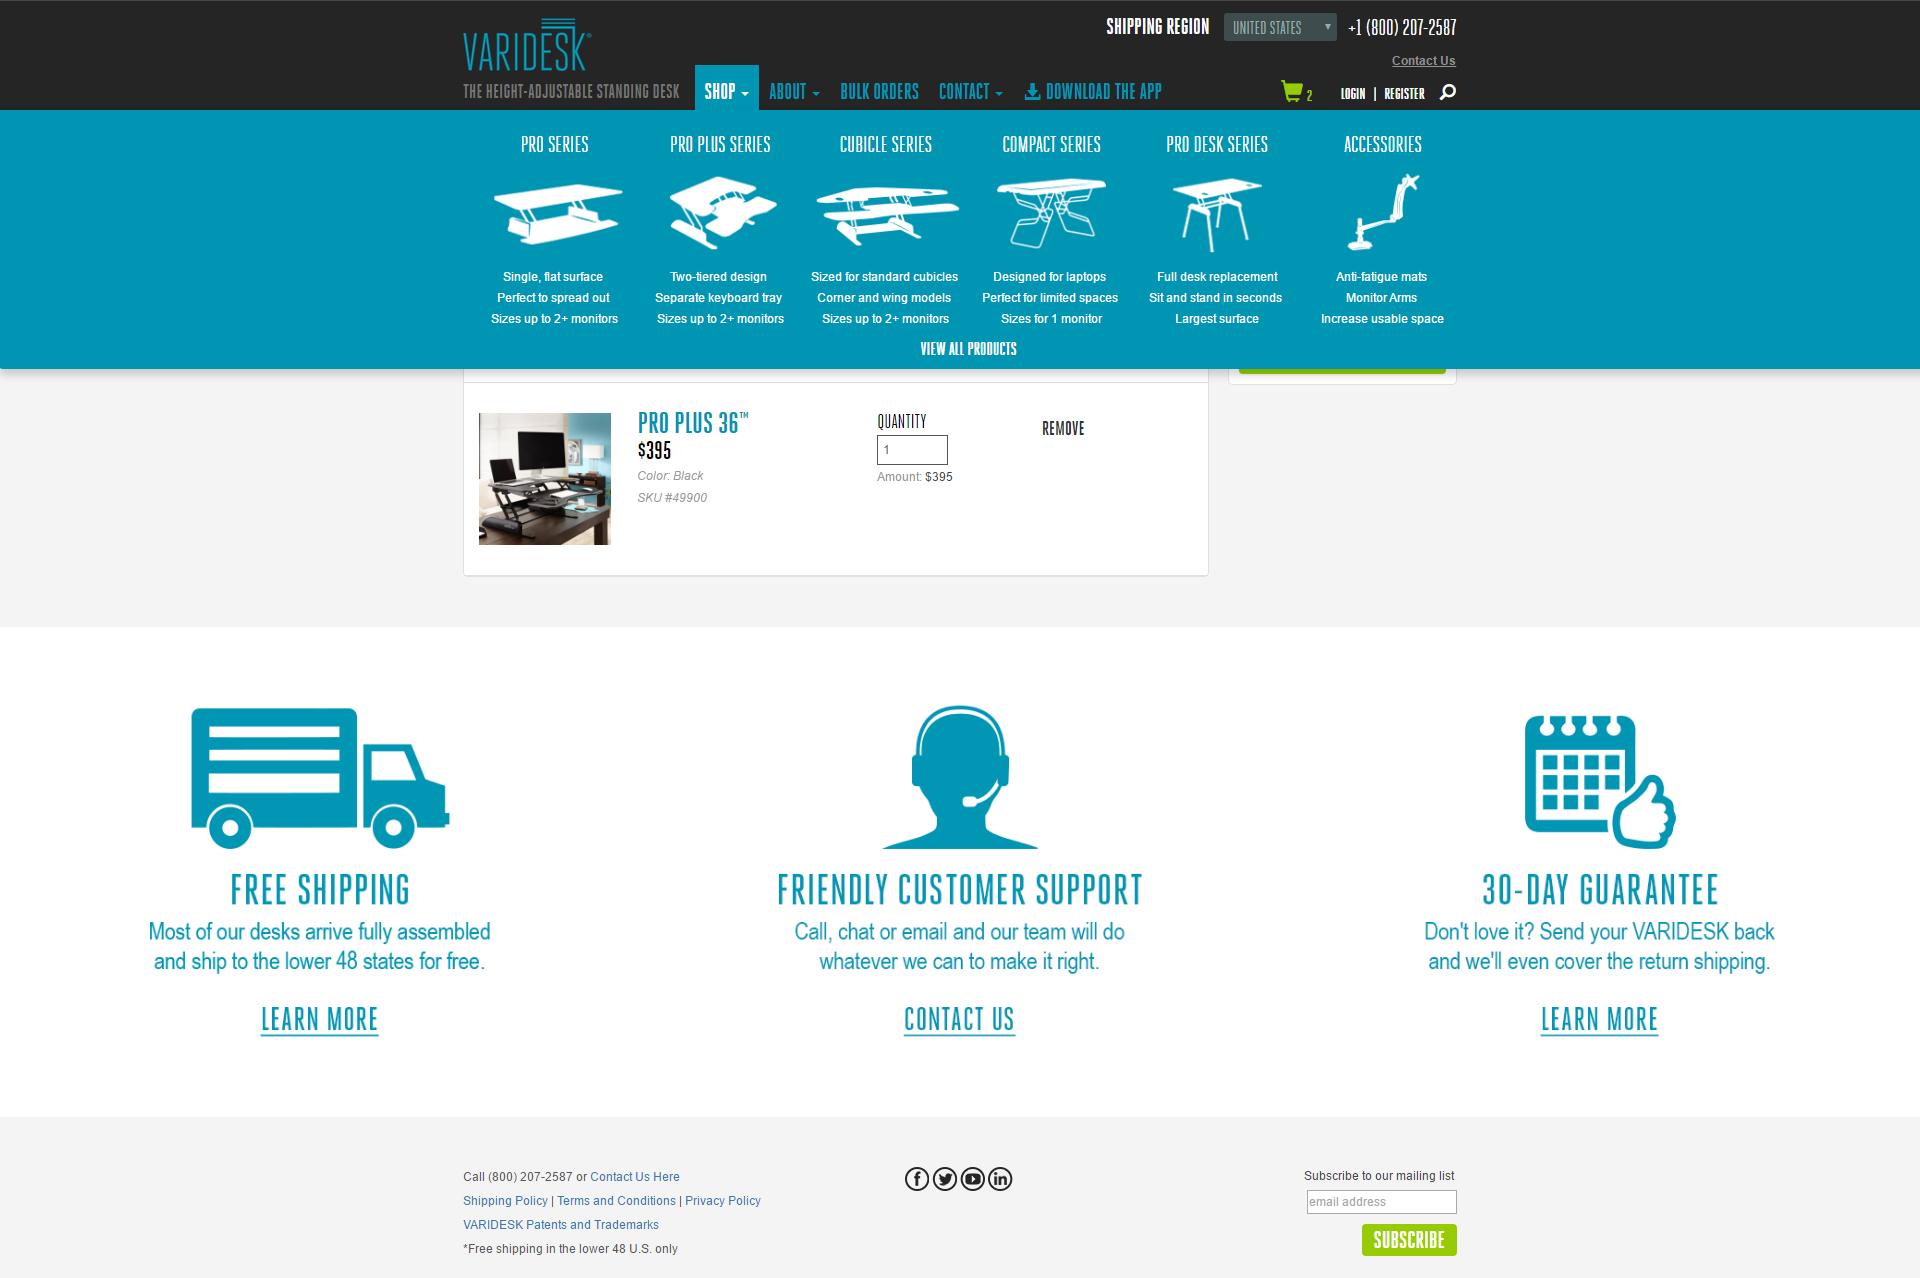 SHIPPING REGION UNITED STATES +1 (800) 207-2587
VARIDESK®
Contact Us
THE HEIGHT-ADJUSTABLE STANDING DESK
SHOP ABOUT BULK ORDERS CONTACT DOWNLOAD THE APP
2 LOGIN | REGISTER
PRO SERIES
Single, flat surface
Perfect to spread out
Sizes up to 2+ monitors
PRO PLUS SERIES
Two-tiered design
Separate keyboard tray
Sizes up to 2+ monitors
CUBICLE SERIES
Sized for standard cubicles
Corner and wing models
Sizes up to 2+ monitors
COMPACT SERIES
Designed for laptops
Perfect for limited spaces
Sizes for 1 monitor
PRO DESK SERIES
Full desk replacement
Sit and stand in seconds
Largest surface
ACCESSORIES
Anti-fatigue mats
Monitor Arms
Increase usable space
VIEW ALL PRODUCTS
PRO PLUS 36™
$395
Color: Black
SKU #49900
QUANTITY
1
Amount: $395
REMOVE
FREE SHIPPING
Most of our desks arrive fully assembled
and ship to the lower 48 states for free.
LEARN MORE
FRIENDLY CUSTOMER SUPPORT
Call, chat or email and our team will do
whatever we can to make it right.
CONTACT US
30-DAY GUARANTEE
Don't love it? Send your VARIDESK back
and we'll even cover the return shipping.
LEARN MORE
Call (800) 207-2587 or Contact Us Here
Shipping Policy | Terms and Conditions | Privacy Policy
VARIDESK Patents and Trademarks
*Free shipping in the lower 48 U.S. only
Subscribe to our mailing list
email address
SUBSCRIBE